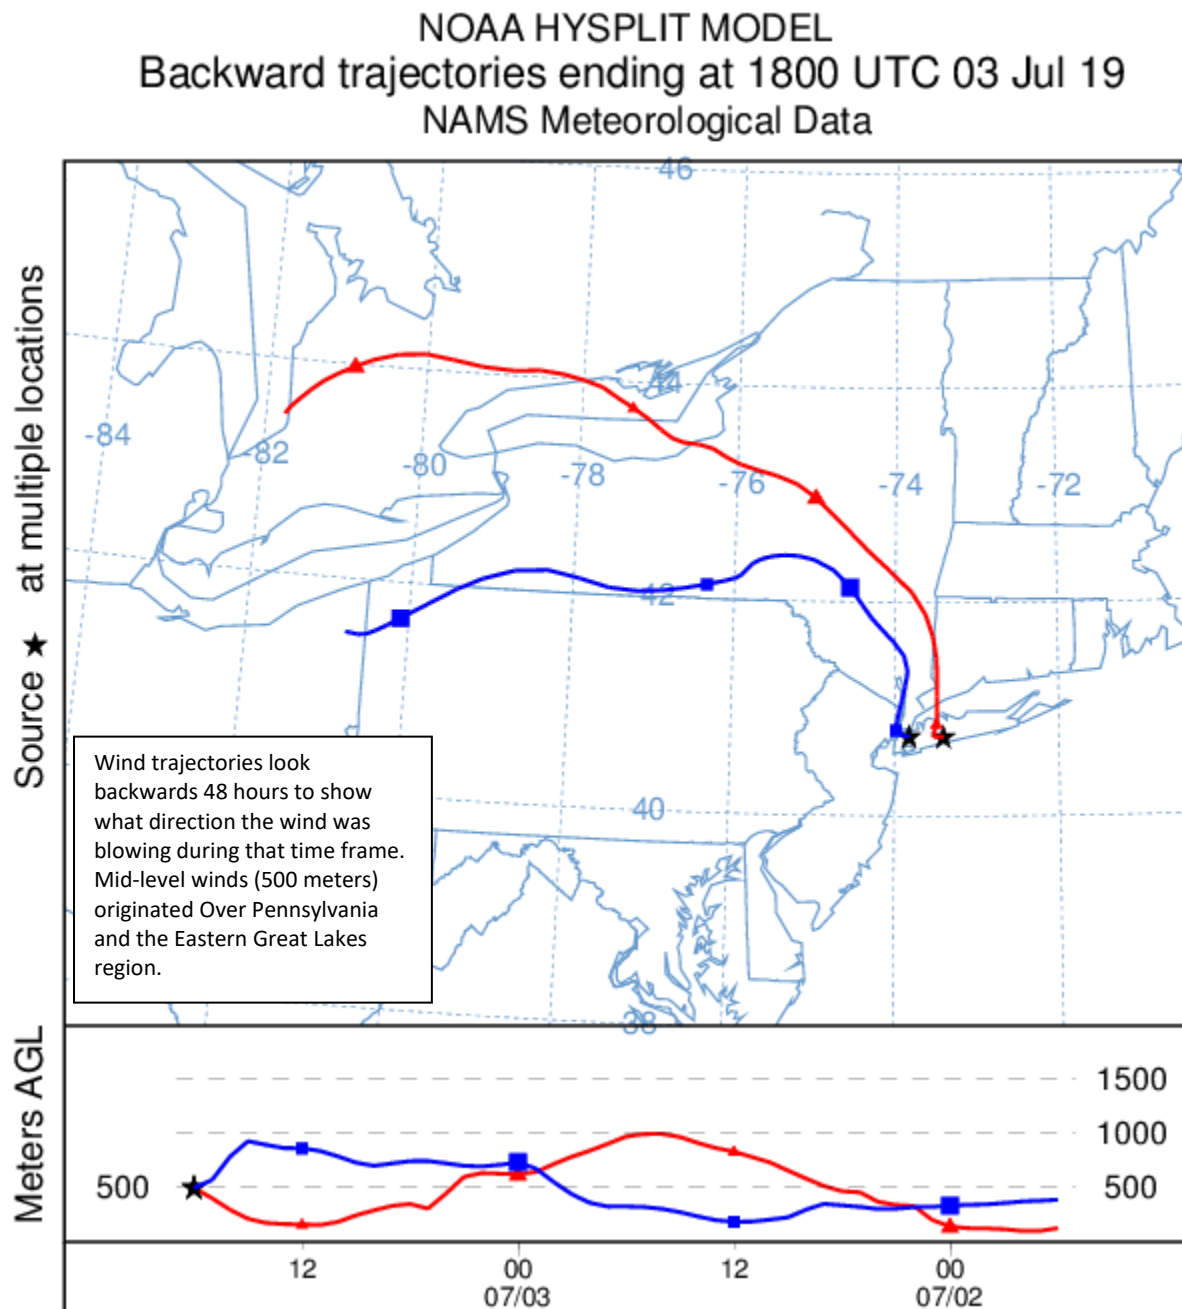 NOAA HYSPLIT MODEL
Backward trajectories ending at 1800 UTC 03 Jul 19
NAMS Meteorological Data
Source ★ at multiple locations
46
44
-84
-82
-80
-78
-76
-74
-72
42
40
38
Wind trajectories look
backwards 48 hours to show
what direction the wind was
blowing during that time frame.
Mid-level winds (500 meters)
originated Over Pennsylvania
and the Eastern Great Lakes
region.
Meters AGL
1500
1000
500
500
12
00
12
00
07/03
07/02